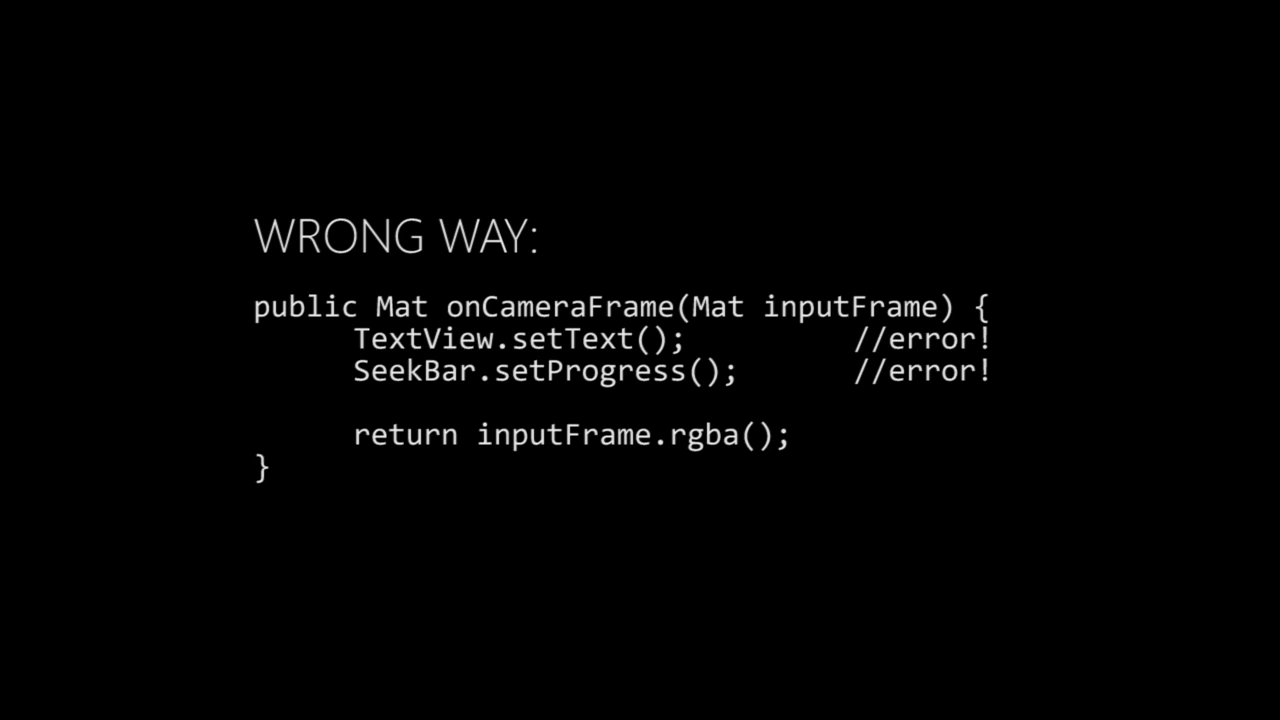 WRONG WAY:
public Mat onCameraFrame(Mat inputFrame) {
TextView.setText(); //error!
SeekBar.setProgress(); //error!
return inputFrame.rgba();
}